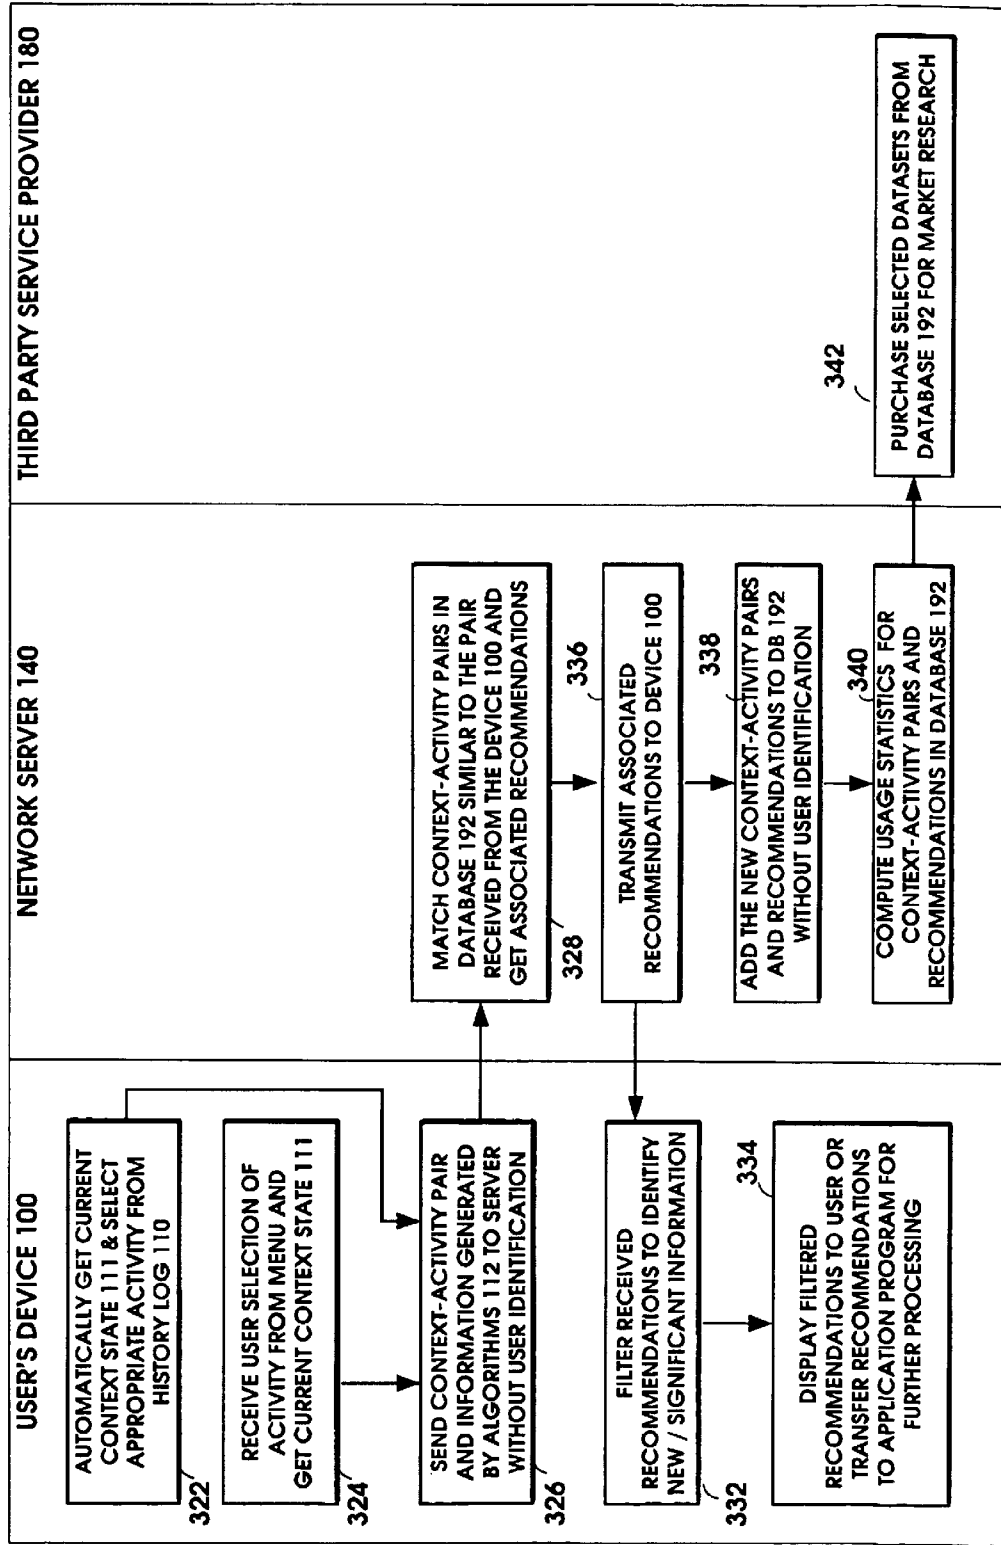 USER'S DEVICE 100
AUTOMATICALLY GET CURRENT
CONTEXT STATE 111 & SELECT
APPROPRIATE ACTIVITY FROM
HISTORY LOG 110
322
RECEIVE USER SELECTION OF
ACTIVITY FROM MENU AND
GET CURRENT CONTEXT STATE 111
324
SEND CONTEXT-ACTIVITY PAIR
AND INFORMATION GENERATED
BY ALGORITHMS 112 TO SERVER
WITHOUT USER IDENTIFICATION
326
FILTER RECEIVED
RECOMMENDATIONS TO IDENTIFY
NEW / SIGNIFICANT INFORMATION
332
334
DISPLAY FILTERED
RECOMMENDATIONS TO USER OR
TRANSFER RECOMMENDATIONS
TO APPLICATION PROGRAM FOR
FURTHER PROCESSING
NETWORK SERVER 140
MATCH CONTEXT-ACTIVITY PAIRS IN
DATABASE 192 SIMILAR TO THE PAIR
RECEIVED FROM THE DEVICE 100 AND
GET ASSOCIATED RECOMMENDATIONS
328
336
TRANSMIT ASSOCIATED
RECOMMENDATIONS TO DEVICE 100
338
ADD THE NEW CONTEXT-ACTIVITY PAIRS
AND RECOMMENDATIONS TO DB 192
WITHOUT USER IDENTIFICATION
340
COMPUTE USAGE STATISTICS FOR
CONTEXT-ACTIVITY PAIRS AND
RECOMMENDATIONS IN DATABASE 192
THIRD PARTY SERVICE PROVIDER 180
342
PURCHASE SELECTED DATASETS FROM
DATABASE 192 FOR MARKET RESEARCH